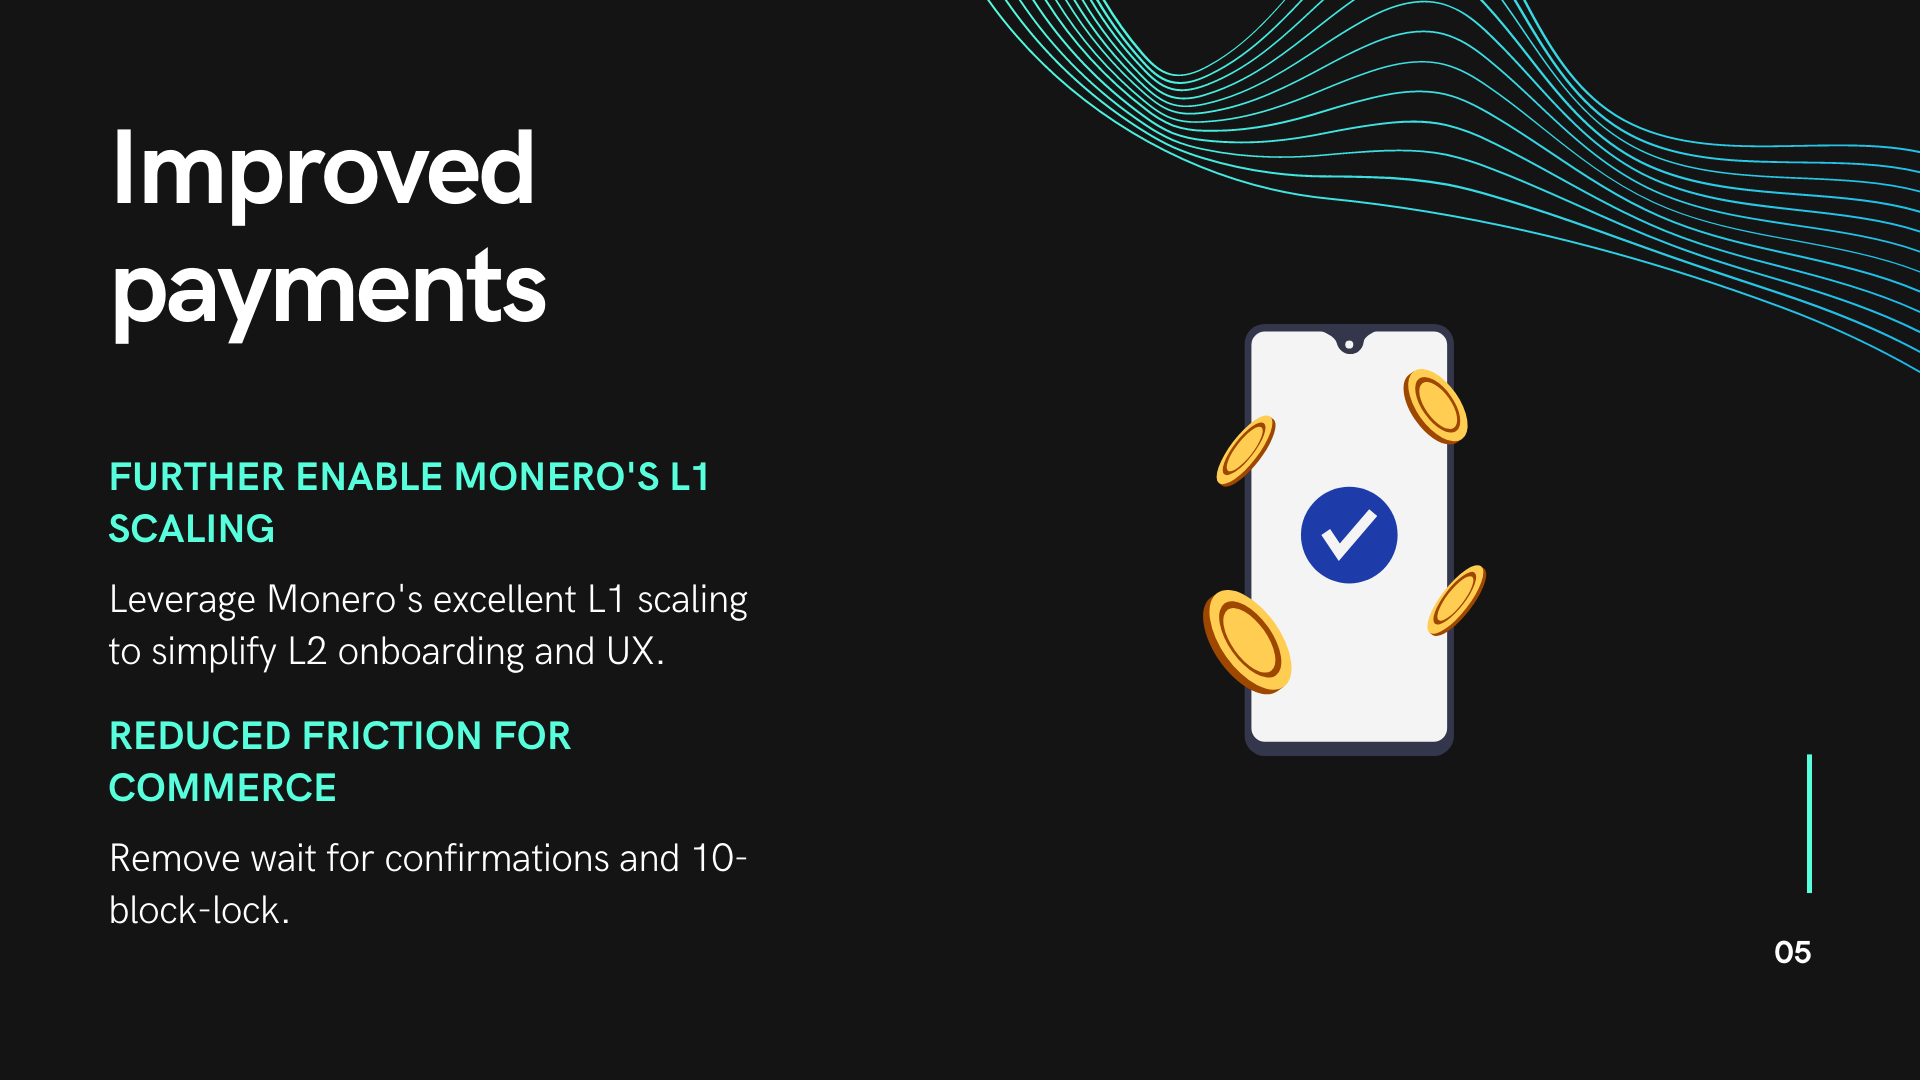 Improved
payments
FURTHER ENABLE MONERO'S L1
SCALING
Leverage Monero's excellent L1 scaling
to simplify L2 onboarding and UX.
REDUCED FRICTION FOR
COMMERCE
Remove wait for confirmations and 10-
block-lock.
05